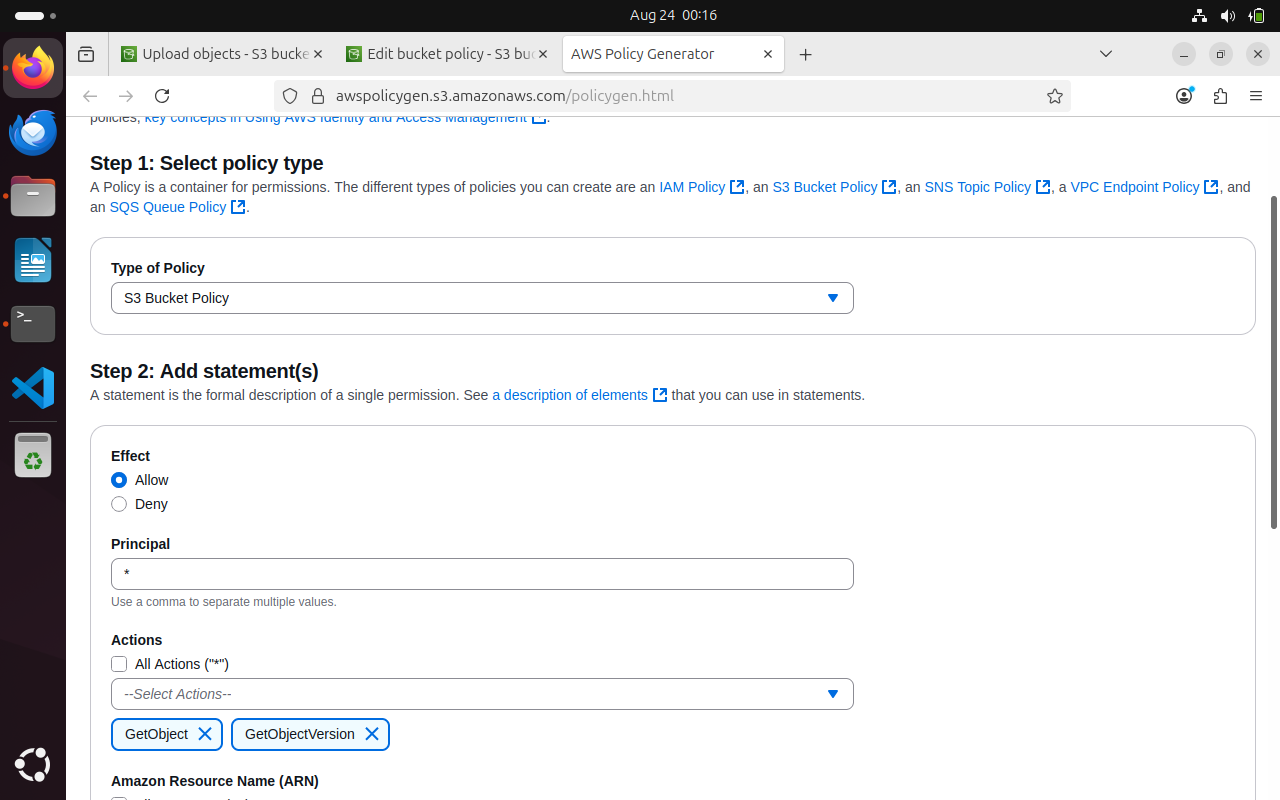 Aug 24 00:16
Upload objects - S3 bucke
Edit bucket policy - S3 bu
AWS Policy Generator
awspolicygen.s3.amazonaws.com/policygen.html
policies, key concepts in Using AWS Identity and Access Management.
Step 1: Select policy type
A Policy is a container for permissions. The different types of policies you can create are an IAM Policy, an S3 Bucket Policy, an SNS Topic Policy, a VPC Endpoint Policy, and
an SQS Queue Policy.
Type of Policy
S3 Bucket Policy
Step 2: Add statement(s)
A statement is the formal description of a single permission. See a description of elements that you can use in statements.
Effect
Allow
Deny
Principal
*
Use a comma to separate multiple values.
Actions
All Actions ("*")
--Select Actions--
GetObject
GetObjectVersion
Amazon Resource Name (ARN)